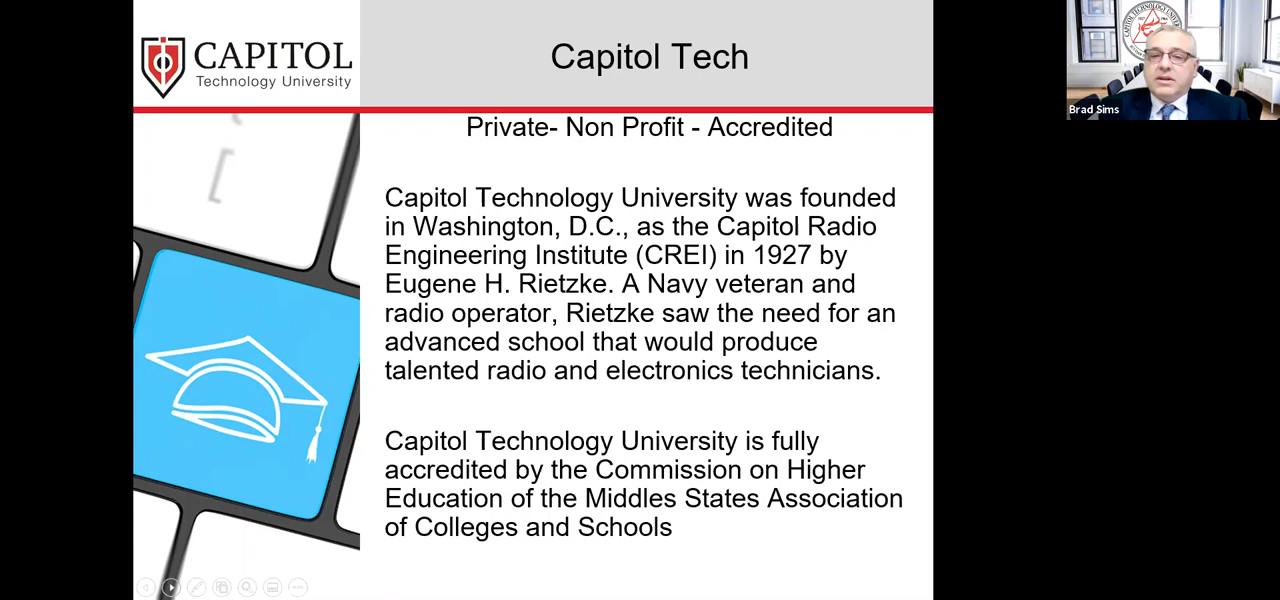 CAPITOL
Technology University
Capitol Tech
Private- Non Profit - Accredited
Capitol Technology University was founded
in Washington, D.C., as the Capitol Radio
Engineering Institute (CREI) in 1927 by
Eugene H. Rietzke. A Navy veteran and
radio operator, Rietzke saw the need for an
advanced school that would produce
talented radio and electronics technicians.
Capitol Technology University is fully
accredited by the Commission on Higher
Education of the Middles States Association
of Colleges and Schools
[
CAPITOL TECHNOLOGY UNIVERSITY
Brad Sims